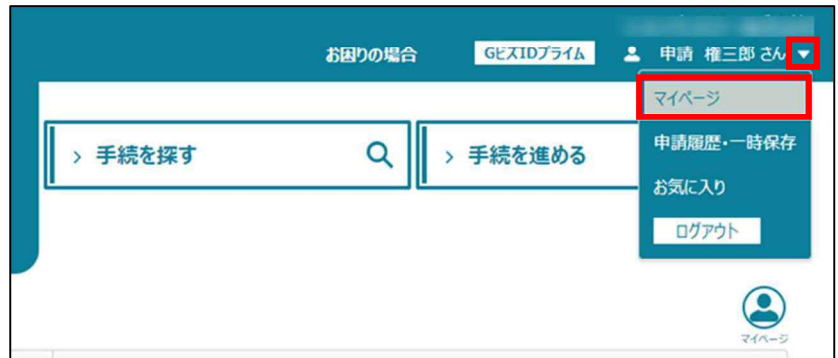 お困りの場合 GビズIDプライム 申請 権三郎 さん ▼
マイページ
申請履歴・一時保存
お気に入り
ログアウト
> 手続を探す
> 手続を進める
マイページ